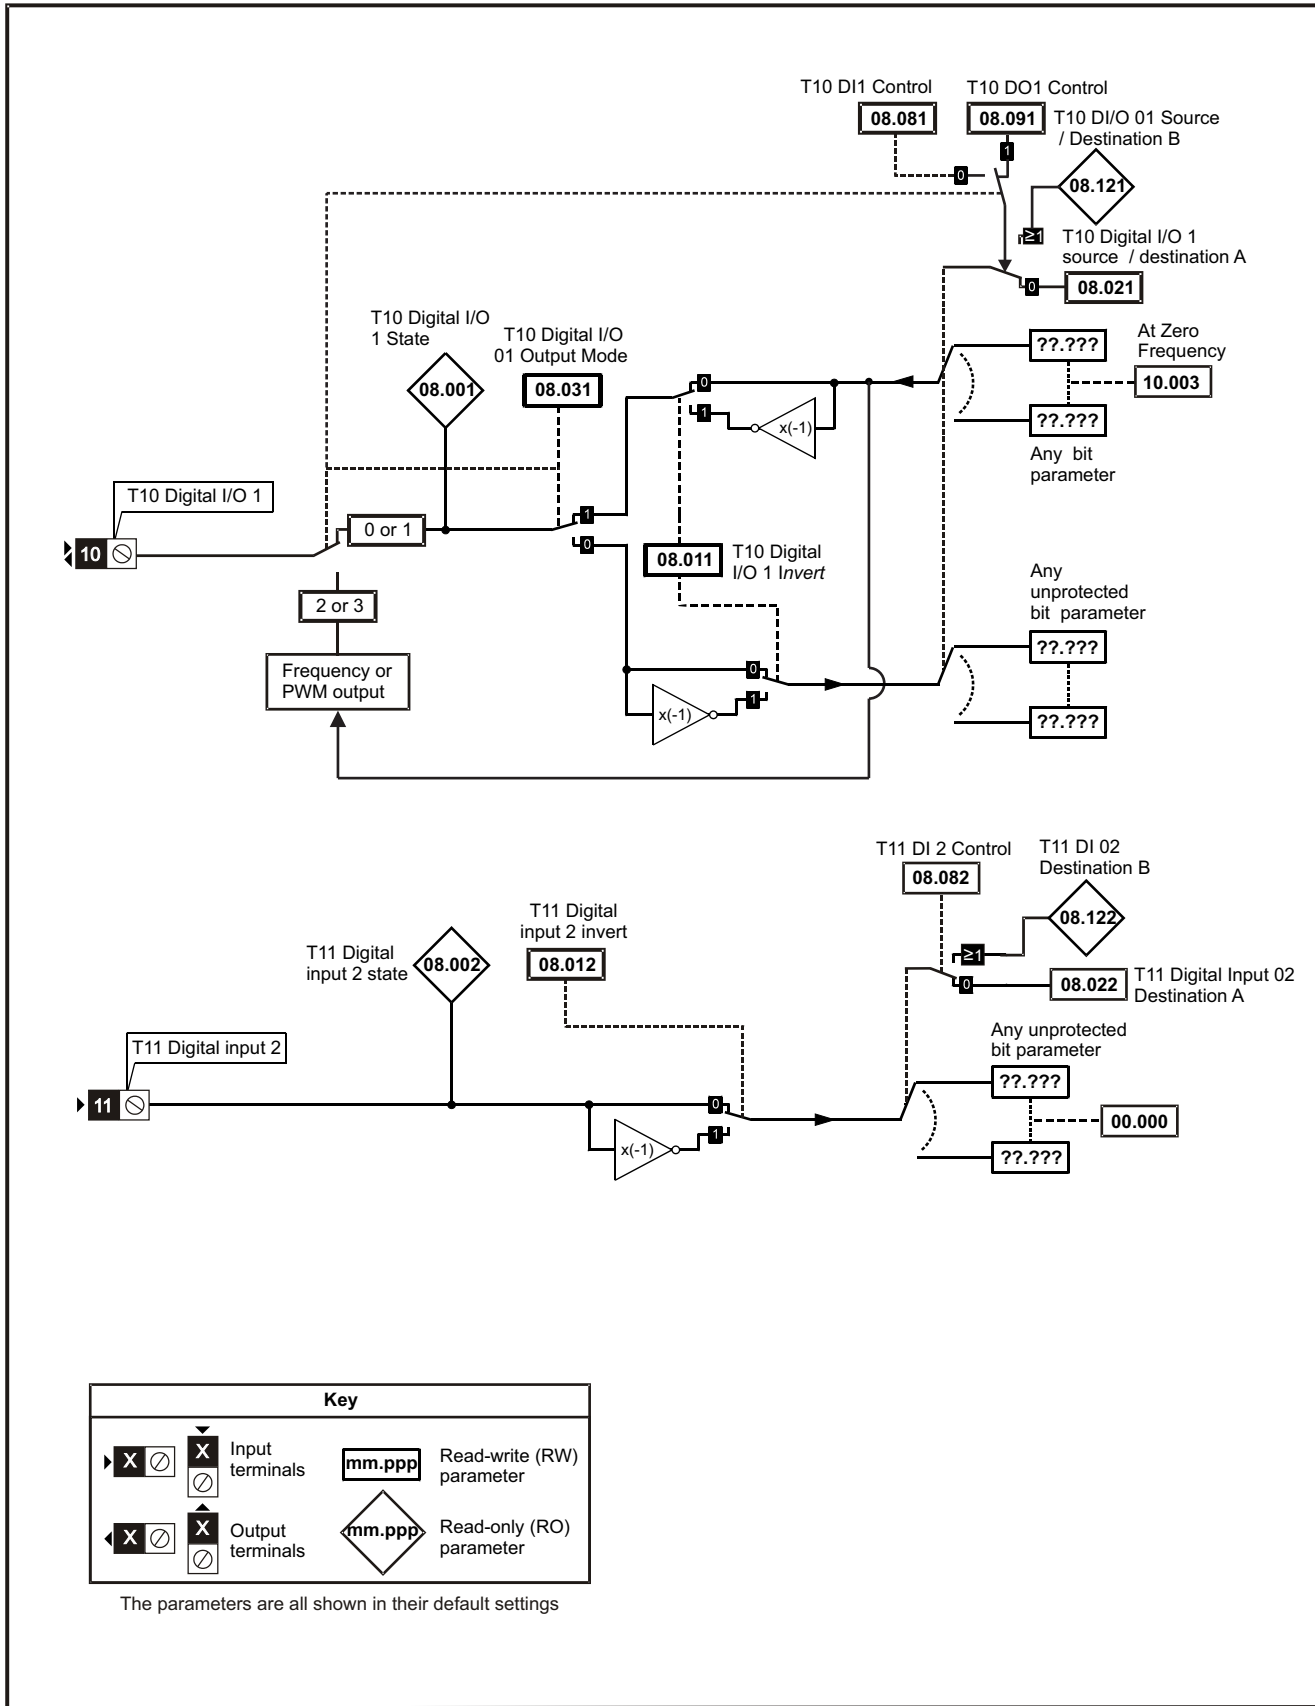 T10 DI1 Control
T10 DO1 Control
08.081
08.091
T10 DI/O 01 Source
/ Destination B
1
0
08.121
≥1
T10 Digital I/O 1
source / destination A
0
08.021
T10 Digital I/O
1 State
T10 Digital I/O
01 Output Mode
08.001
08.031
0
1
x(-1)
??.???
At Zero
Frequency
10.003
??.???
Any bit
parameter
T10 Digital I/O 1
10
0 or 1
1
0
08.011
T10 Digital
I/O 1 Invert
2 or 3
Frequency or
PWM output
Any
unprotected
bit parameter
??.???
??.???
0
1
x(-1)
T11 DI 2 Control
08.082
T11 DI 02
Destination B
08.122
T11 Digital
input 2 state
08.002
T11 Digital
input 2 invert
08.012
≥1
0
08.022
T11 Digital Input 02
Destination A
T11 Digital input 2
11
0
1
x(-1)
Any unprotected
bit parameter
??.???
00.000
??.???
Key
X
X
Input
terminals
mm.ppp
Read-write (RW)
parameter
X
X
Output
terminals
mm.ppp
Read-only (RO)
parameter
The parameters are all shown in their default settings